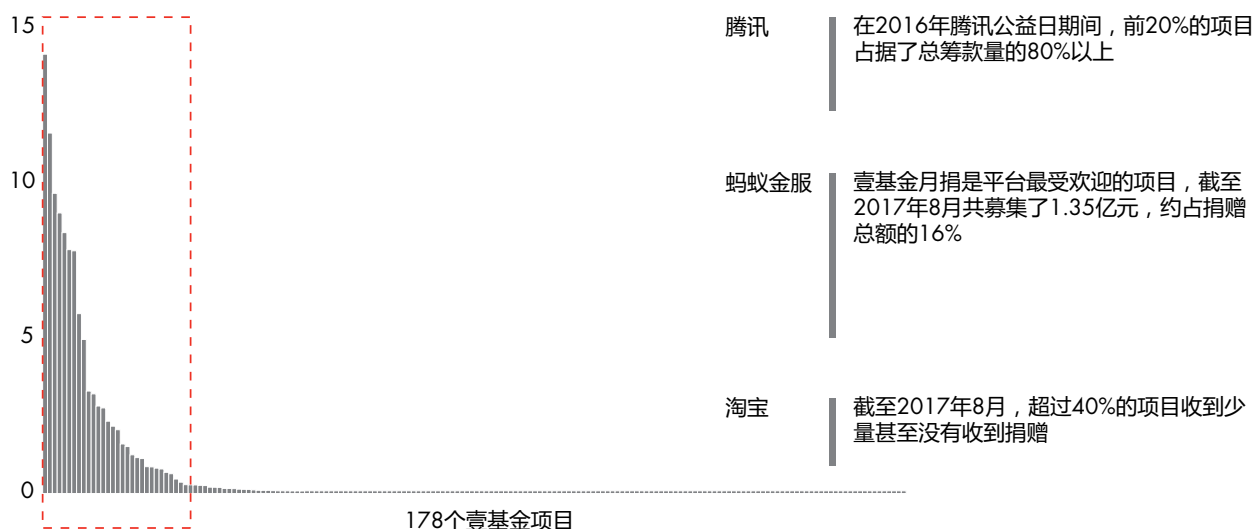 15
10
5
0
178个壹基金项目
腾讯
在2016年腾讯公益日期间，前20%的项目
占据了总筹款量的80%以上
蚂蚁金服
壹基金月捐是平台最受欢迎的项目，截至
2017年8月共募集了1.35亿元，约占捐赠
总额的16%
淘宝
截至2017年8月，超过40%的项目收到少
量甚至没有收到捐赠